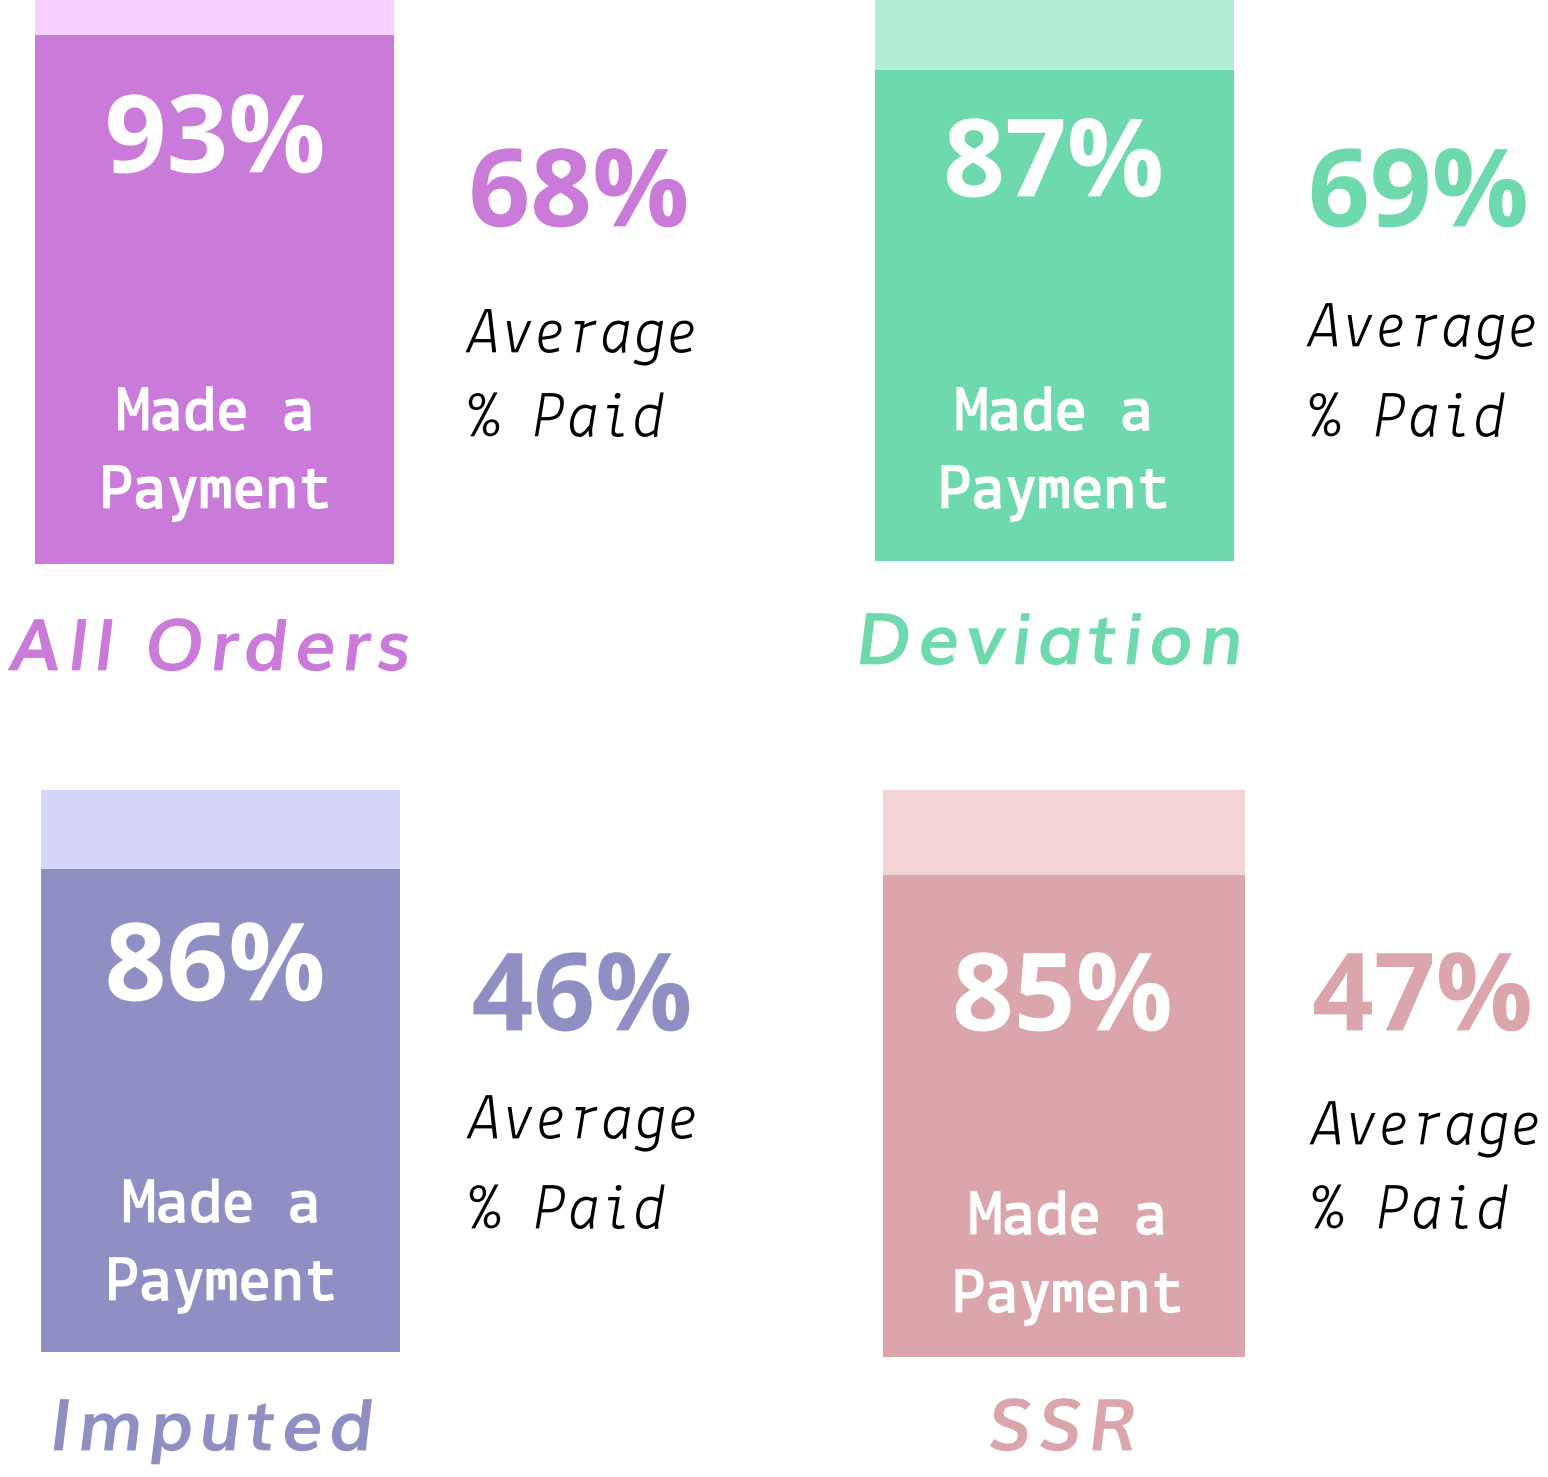 93%
Made a
Payment
68%
Average
% Paid
All Orders
87%
Made a
Payment
69%
Average
% Paid
Deviation
86%
Made a
Payment
46%
Average
% Paid
Imputed
85%
Made a
Payment
47%
Average
% Paid
SSR